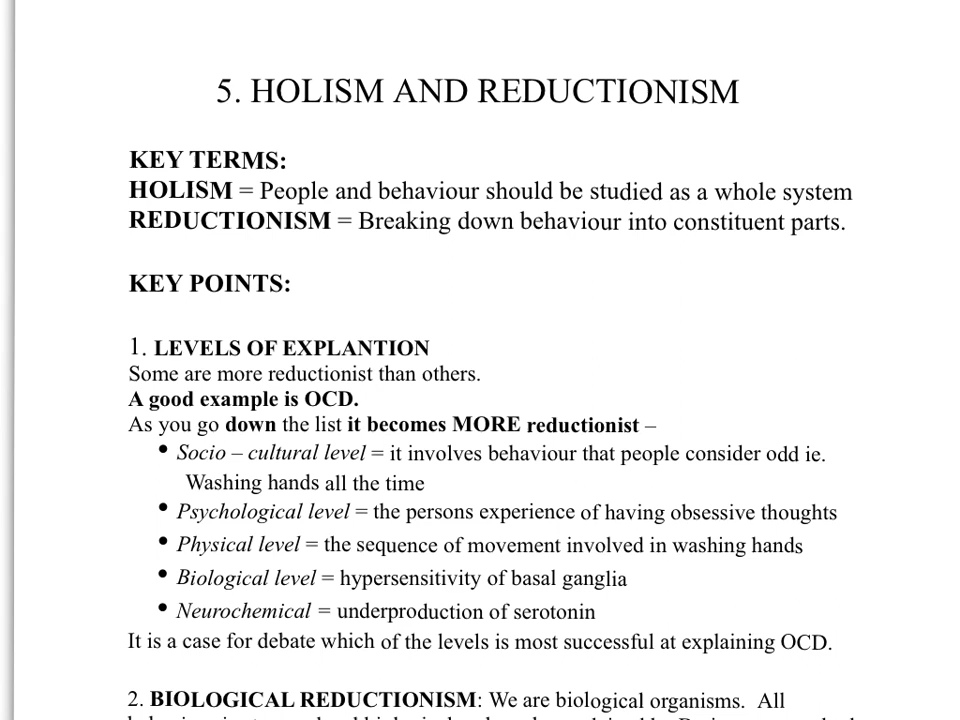 5. HOLISM AND REDUCTIONISM
KEY TERMS:
HOLISM = People and behaviour should be studied as a whole system
REDUCTIONISM = Breaking down behaviour into constituent parts.
KEY POINTS:
1. LEVELS OF EXPLANTION
Some are more reductionist than others.
A good example is OCD.
As you go down the list it becomes MORE reductionist –
• Socio – cultural level = it involves behaviour that people consider odd ie.
Washing hands all the time
• Psychological level = the persons experience of having obsessive thoughts
• Physical level = the sequence of movement involved in washing hands
• Biological level = hypersensitivity of basal ganglia
• Neurochemical = underproduction of serotonin
It is a case for debate which of the levels is most successful at explaining OCD.
2. BIOLOGICAL REDUCTIONISM: We are biological organisms. All